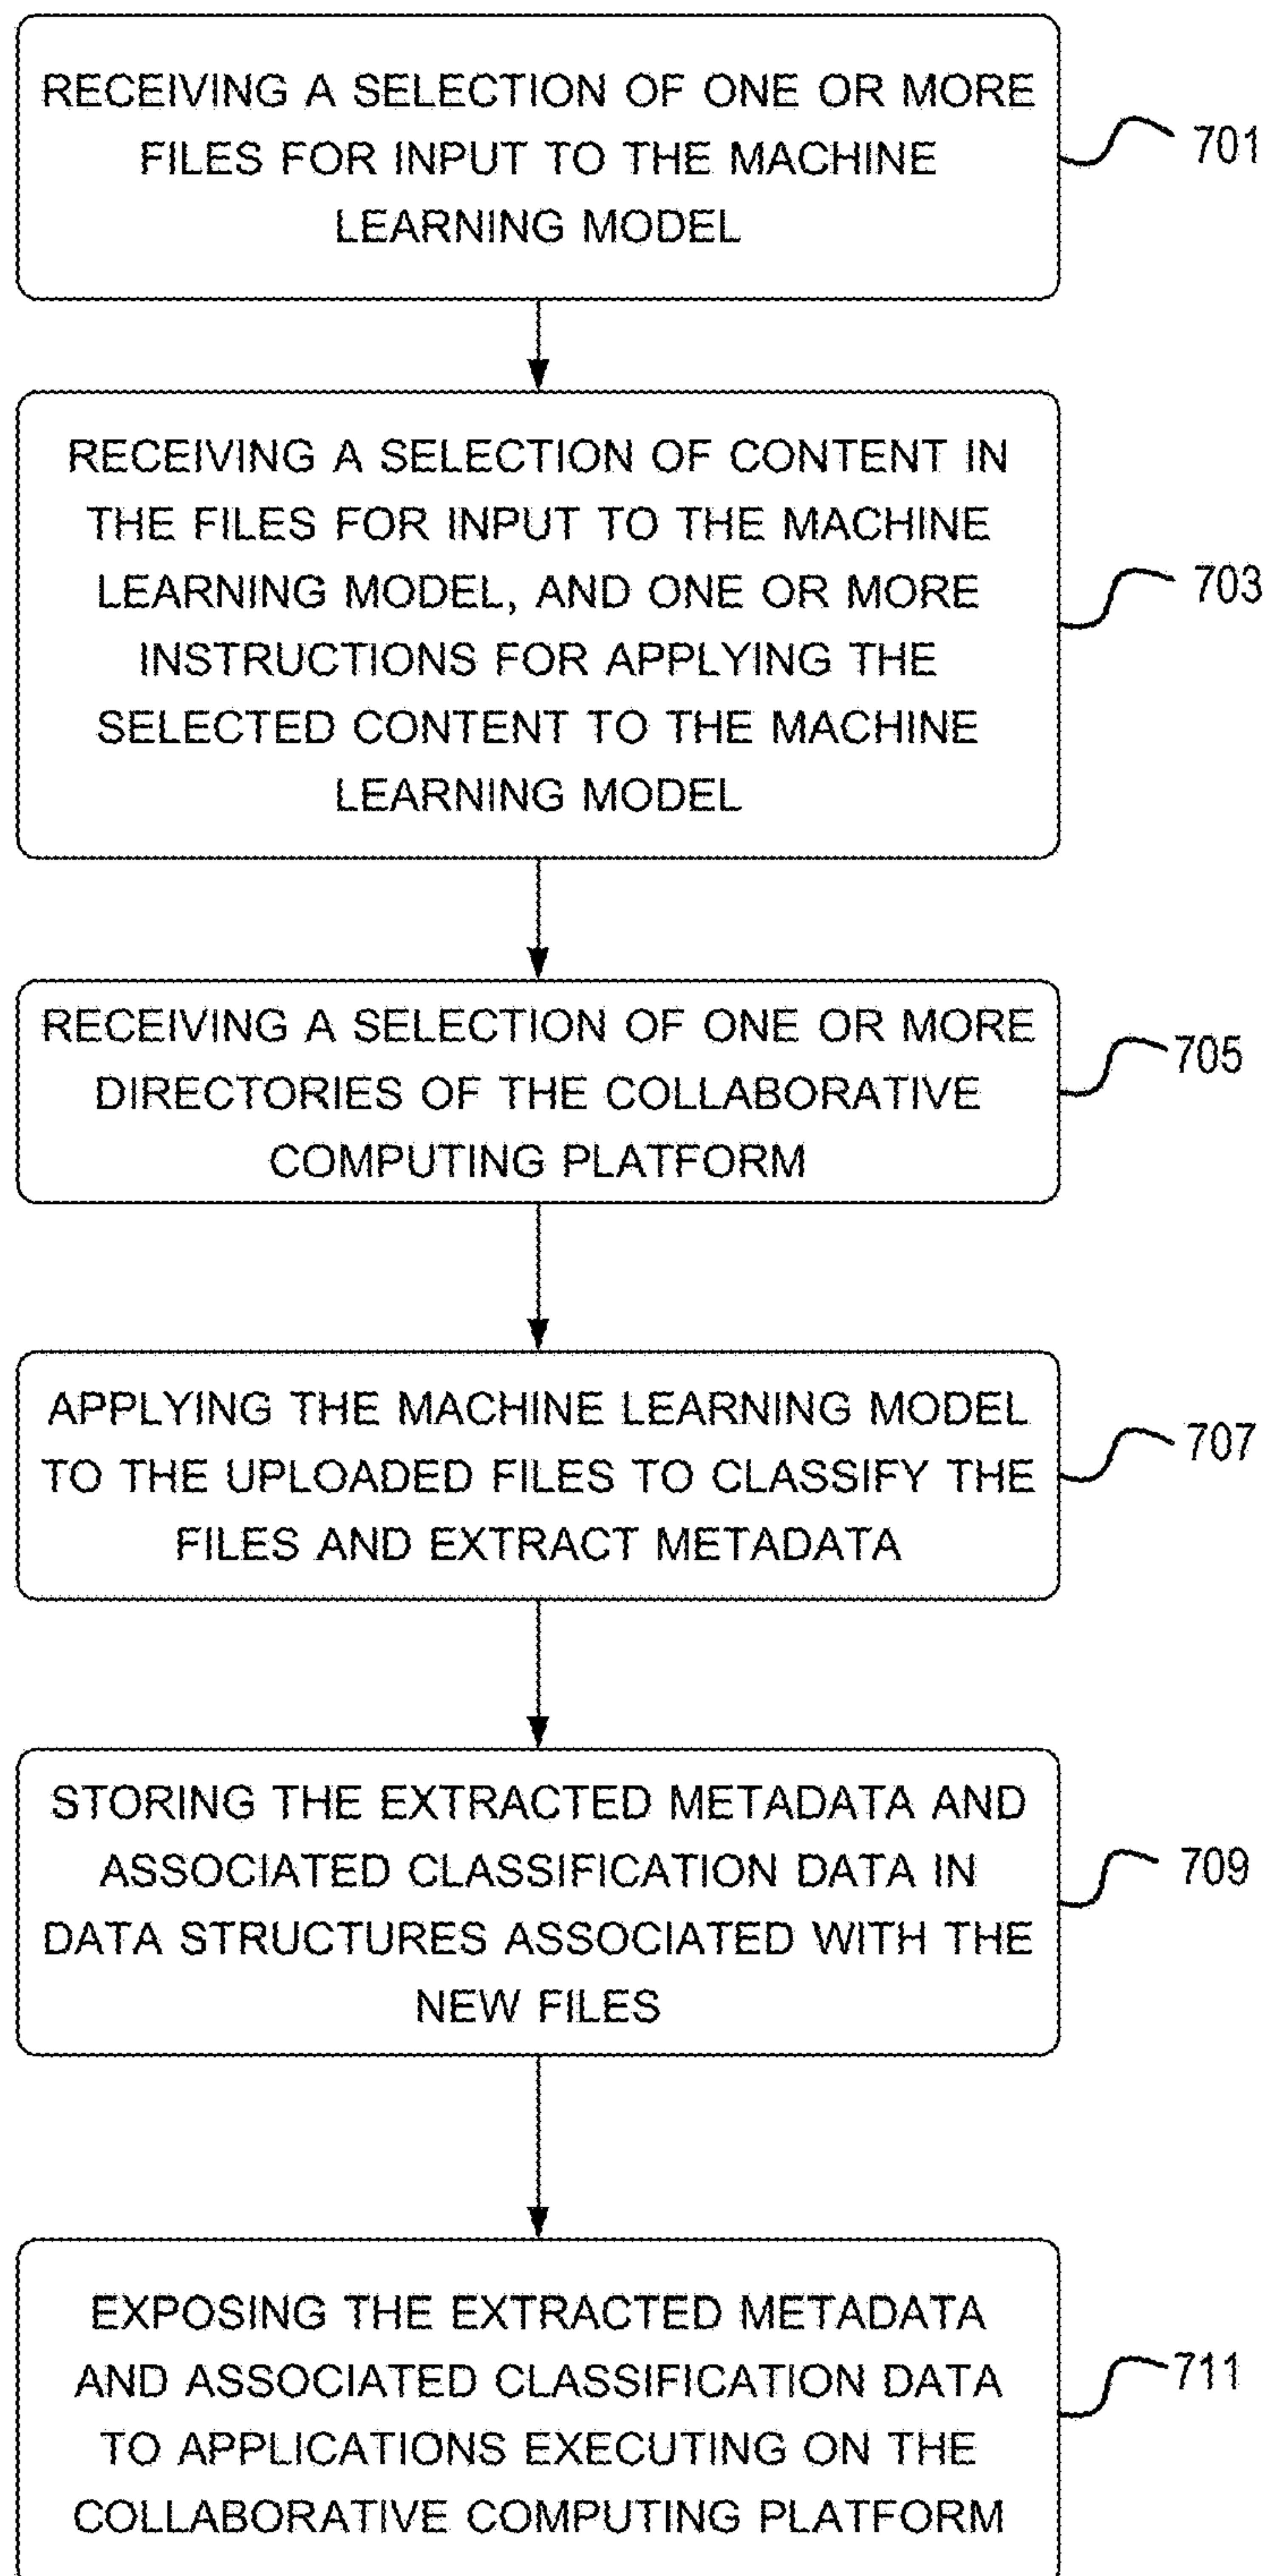 RECEIVING A SELECTION OF ONE OR MORE
FILES FOR INPUT TO THE MACHINE
LEARNING MODEL
701
RECEIVING A SELECTION OF CONTENT IN
THE FILES FOR INPUT TO THE MACHINE
LEARNING MODEL, AND ONE OR MORE
INSTRUCTIONS FOR APPLYING THE
SELECTED CONTENT TO THE MACHINE
LEARNING MODEL
703
RECEIVING A SELECTION OF ONE OR MORE
DIRECTORIES OF THE COLLABORATIVE
COMPUTING PLATFORM
705
APPLYING THE MACHINE LEARNING MODEL
TO THE UPLOADED FILES TO CLASSIFY THE
FILES AND EXTRACT METADATA
707
STORING THE EXTRACTED METADATA AND
ASSOCIATED CLASSIFICATION DATA IN
DATA STRUCTURES ASSOCIATED WITH THE
NEW FILES
709
EXPOSING THE EXTRACTED METADATA
AND ASSOCIATED CLASSIFICATION DATA
TO APPLICATIONS EXECUTING ON THE
COLLABORATIVE COMPUTING PLATFORM
711